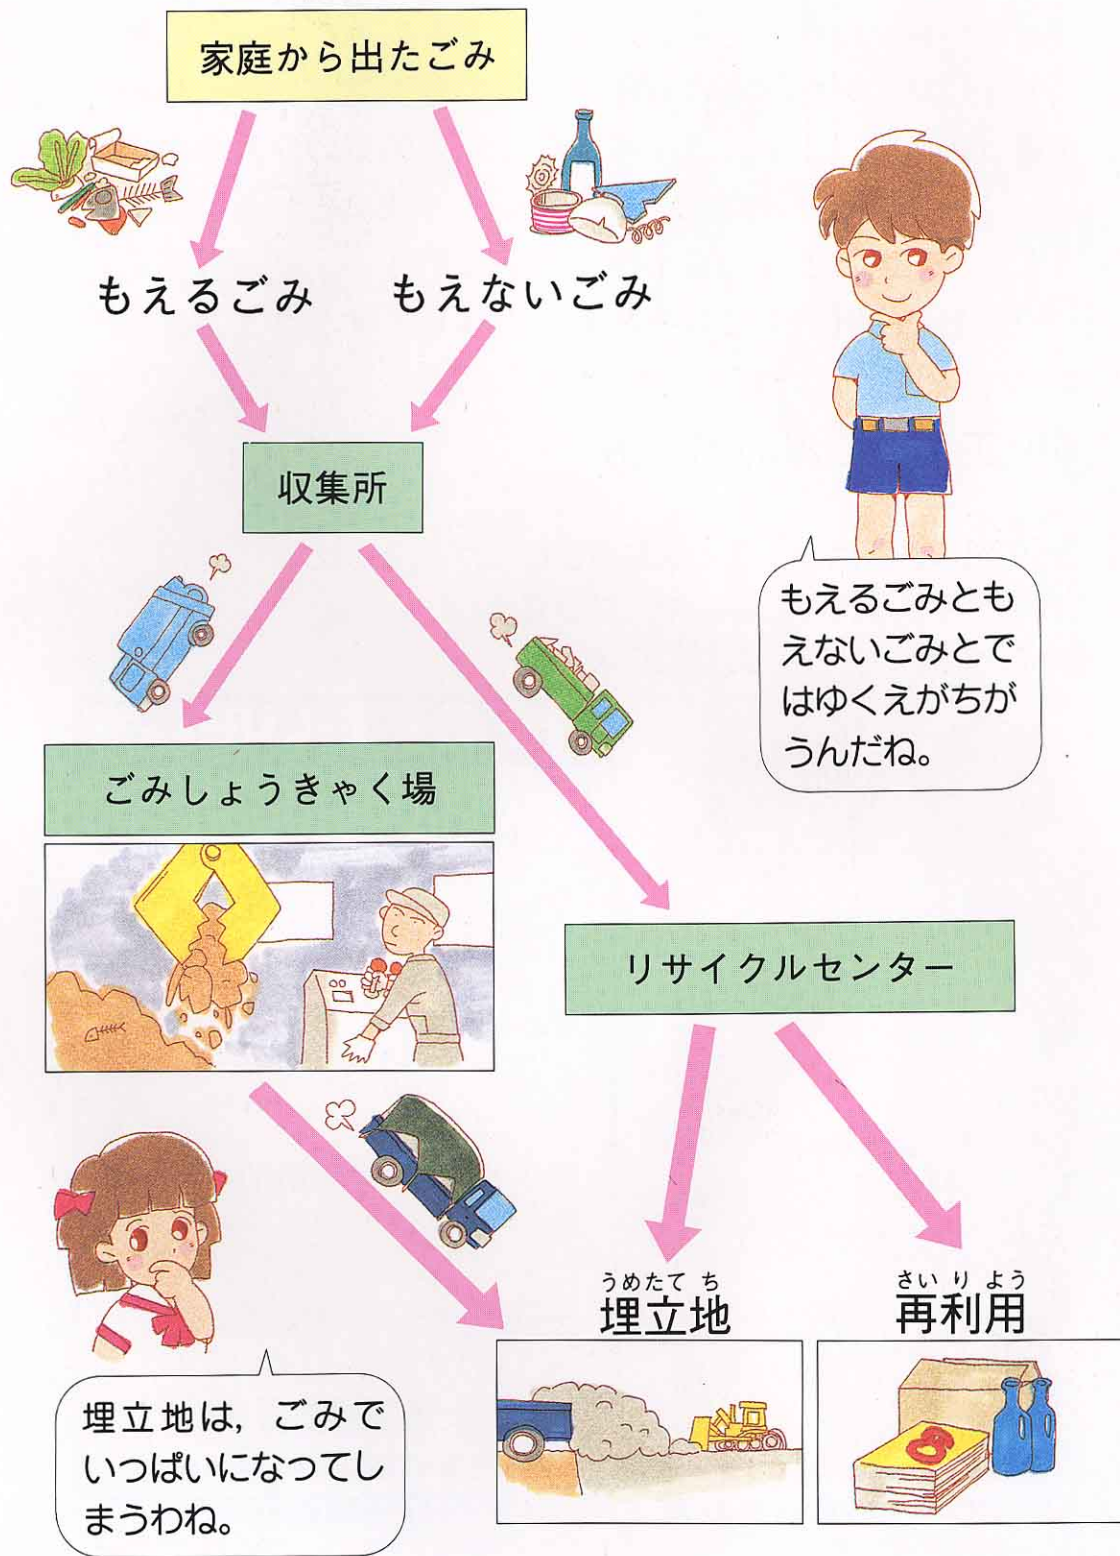 家庭から出たごみ
もえるごみ
もえないごみ
収集所
もえるごみとも
えないごみとで
はゆくえがちが
うんだね。
ごみしょうきゃく場
リサイクルセンター
うめたて ち
埋立地
さい り よう
再利用
埋立地は，ごみで
いっぱいになってし
まうわね。